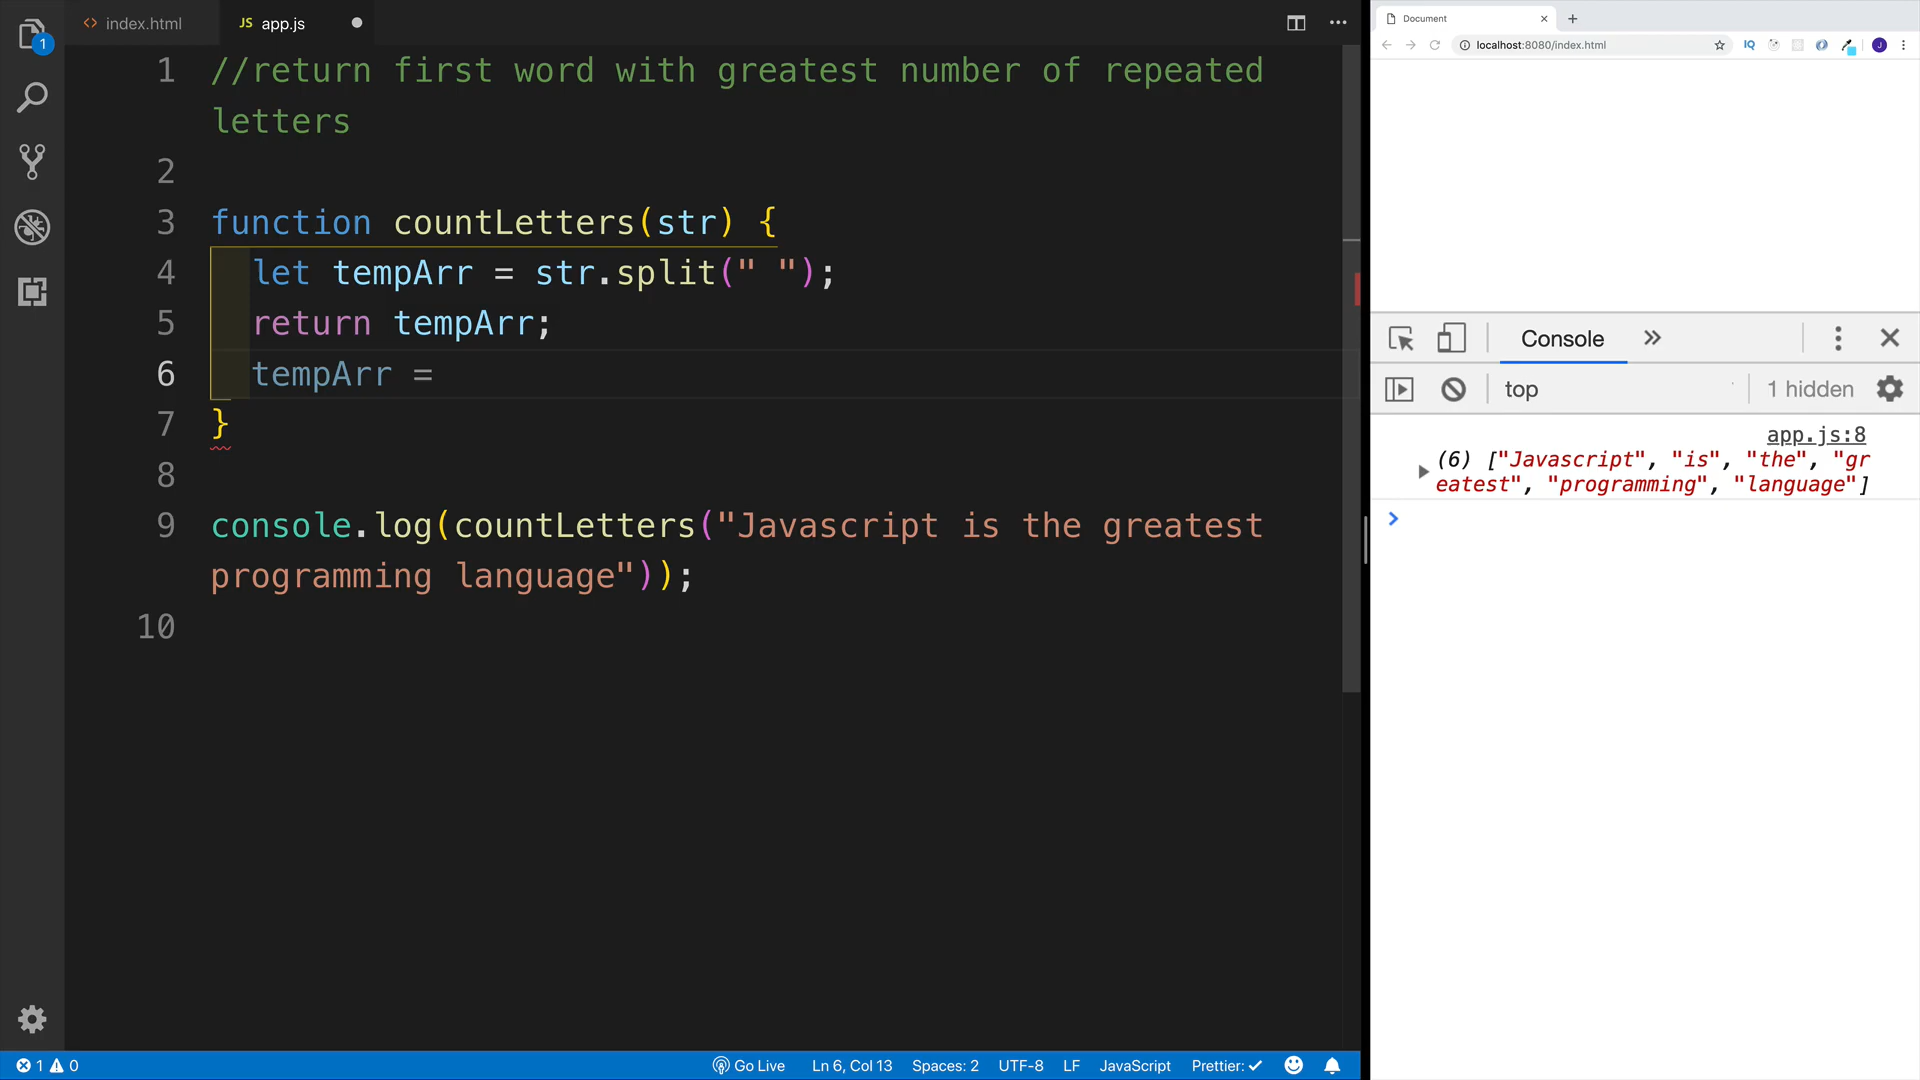 index.html
JS app.js
1
1 //return first word with greatest number of repeated
letters
2
3 function countLetters(str) {
4 let tempArr = str.split(" ");
5 return tempArr;
6 tempArr =
7 }
8
9 console.log(countLetters("Javascript is the greatest
programming language"));
10
1 0
Go Live
Ln 6, Col 13
Spaces: 2
UTF-8
LF
JavaScript
Prettier:
Document
localhost:8080/index.html
IQ
J
Console
top
1 hidden
app.js:8
(6) ["Javascript", "is", "the", "gr
eatest", "programming", "language"]